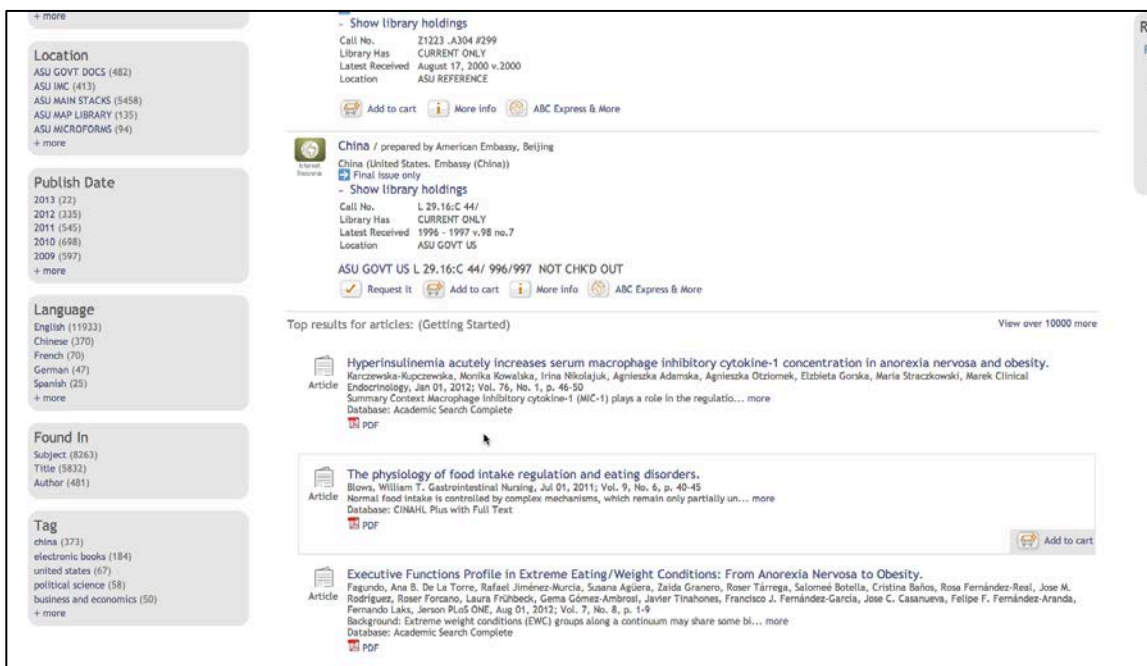 + more
Location
ASU GOVT DOCS (482)
ASU IMC (413)
ASU MAIN STACKS (5458)
ASU MAP LIBRARY (135)
ASU MICROFORMS (94)
+ more
Publish Date
2013 (22)
2012 (335)
2011 (545)
2010 (698)
2009 (597)
+ more
Language
English (11933)
Chinese (370)
French (70)
German (47)
Spanish (25)
+ more
Found In
Subject (8263)
Title (5832)
Author (481)
Tag
china (373)
electronic books (184)
united states (67)
political science (58)
business and economics (50)
+ more
- Show library holdings
Call No. Z1223 .A304 #299
Library Has CURRENT ONLY
Latest Received August 17, 2000 v.2000
Location ASU REFERENCE
Add to cart More info ABC Express & More
China / prepared by American Embassy, Beijing
China (United States. Embassy (China))
Final issue only
- Show library holdings
Call No. L 29.16:C 44/
Library Has CURRENT ONLY
Latest Received 1996 - 1997 v.98 no.7
Location ASU GOVT US
ASU GOVT US L 29.16:C 44/ 996/997 NOT CHK'D OUT
Request It Add to cart More info ABC Express & More
Top results for articles: (Getting Started) View over 10000 more
Hyperinsulinemia acutely increases serum macrophage inhibitory cytokine-1 concentration in anorexia nervosa and obesity.
Article Karczewska-Kupczewska, Monika Kowalska, Irina Nikolajuk, Agnieszka Adamska, Agnieszka Otziomek, Elzbieta Gorska, Maria Straczkowski, Marek Clinical
Endocrinology, Jan 01, 2012; Vol. 76, No. 1, p. 46-50
Summary Context Macrophage inhibitory cytokine-1 (MIC-1) plays a role in the regulatio... more
Database: Academic Search Complete
PDF
The physiology of food intake regulation and eating disorders.
Blows, William T. Gastrointestinal Nursing, Jul 01, 2011; Vol. 9, No. 6, p. 40-45
Article Normal food intake is controlled by complex mechanisms, which remain only partially un... more
Database: CINAHL Plus with Full Text
PDF
Add to cart
Executive Functions Profile in Extreme Eating/Weight Conditions: From Anorexia Nervosa to Obesity.
Fagundo, Ana B. De La Torre, Rafael Jiménez-Murcia, Susana Agüera, Zaida Granero, Roser Tárrega, Salomé Botella, Cristina Baños, Rosa Fernández-Real, Jose M.
Article Rodríguez, Roser Forcano, Laura Frühbeck, Gema Gómez-Ambrosi, Javier Tinahones, Francisco J. Fernández-García, Jose C. Casanueva, Felipe F. Fernández-Aranda,
Fernando Laks, Jerson PLoS ONE, Aug 01, 2012; Vol. 7, No. 8, p. 1-9
Background: Extreme weight conditions (EWC) groups along a continuum may share some bi... more
Database: Academic Search Complete
PDF